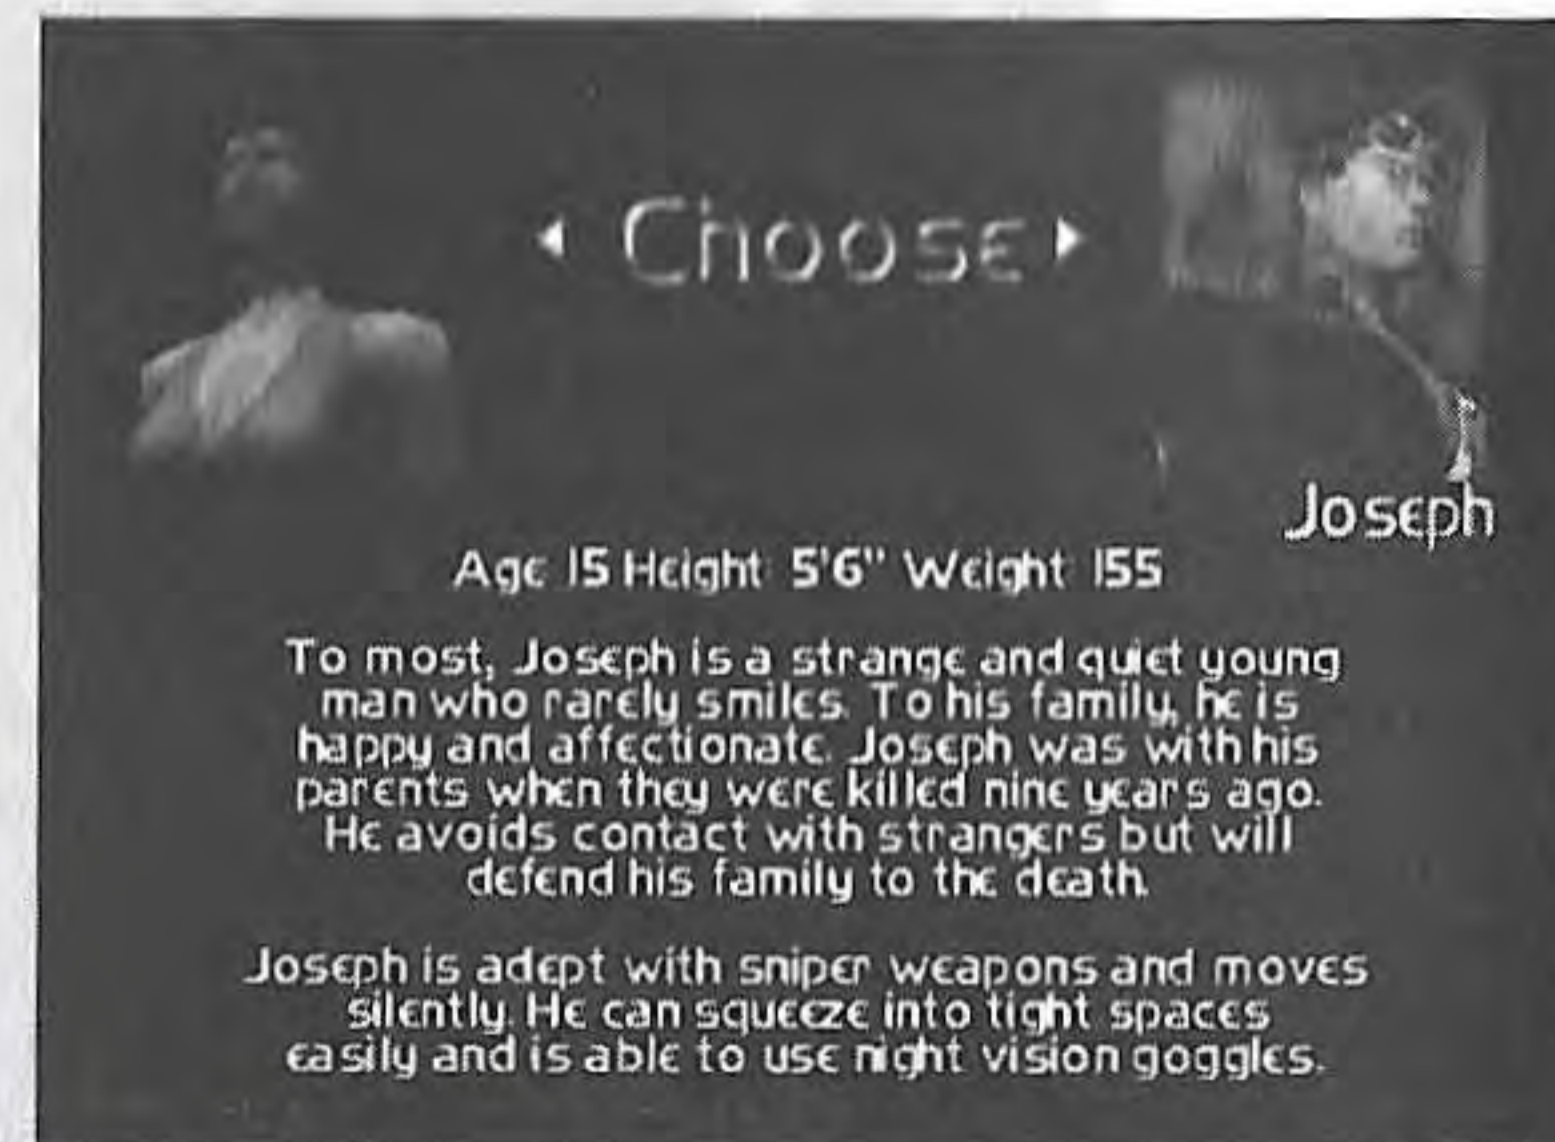 Choose
Joseph
Age 15 Height 5'6" Weight 155
To most, Joseph is a strange and quiet young
man who rarely smiles. To his family, he is
happy and affectionate. Joseph was with his
parents when they were killed nine years ago.
He avoids contact with strangers but will
defend his family to the death.
Joseph is adept with sniper weapons and moves
silently. He can squeeze into tight spaces
easily and is able to use night vision goggles.